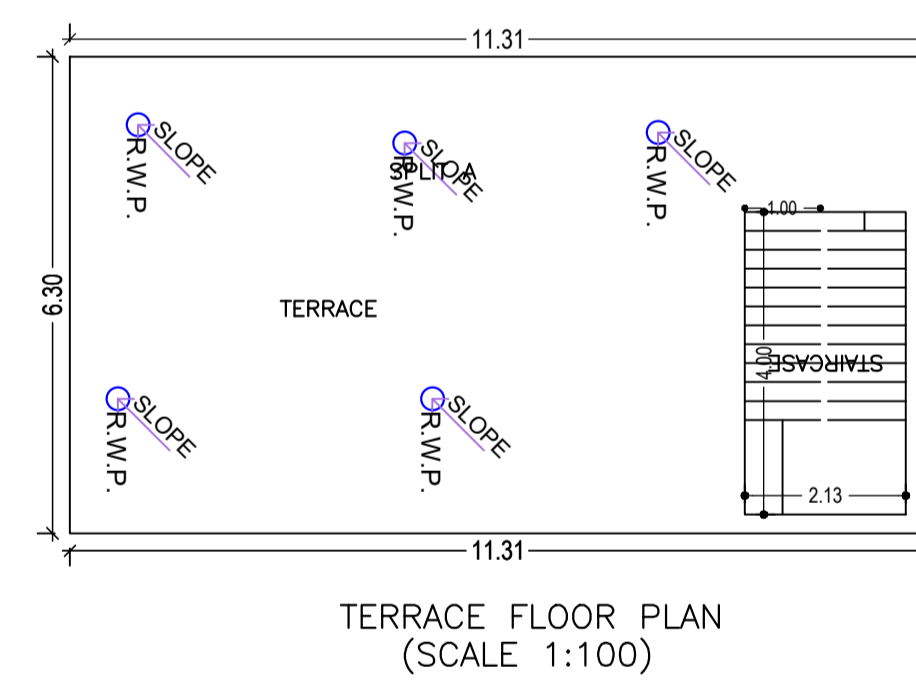 11.31
SLOPE
R.W.P.
SLOPE
SPLIT A
R.W.P.
SLOPE
R.W.P.
1.00
6.30
TERRACE
4.00
STAIRCASE
SLOPE
R.W.P.
SLOPE
R.W.P.
2.13
11.31
TERRACE FLOOR PLAN
(SCALE 1:100)